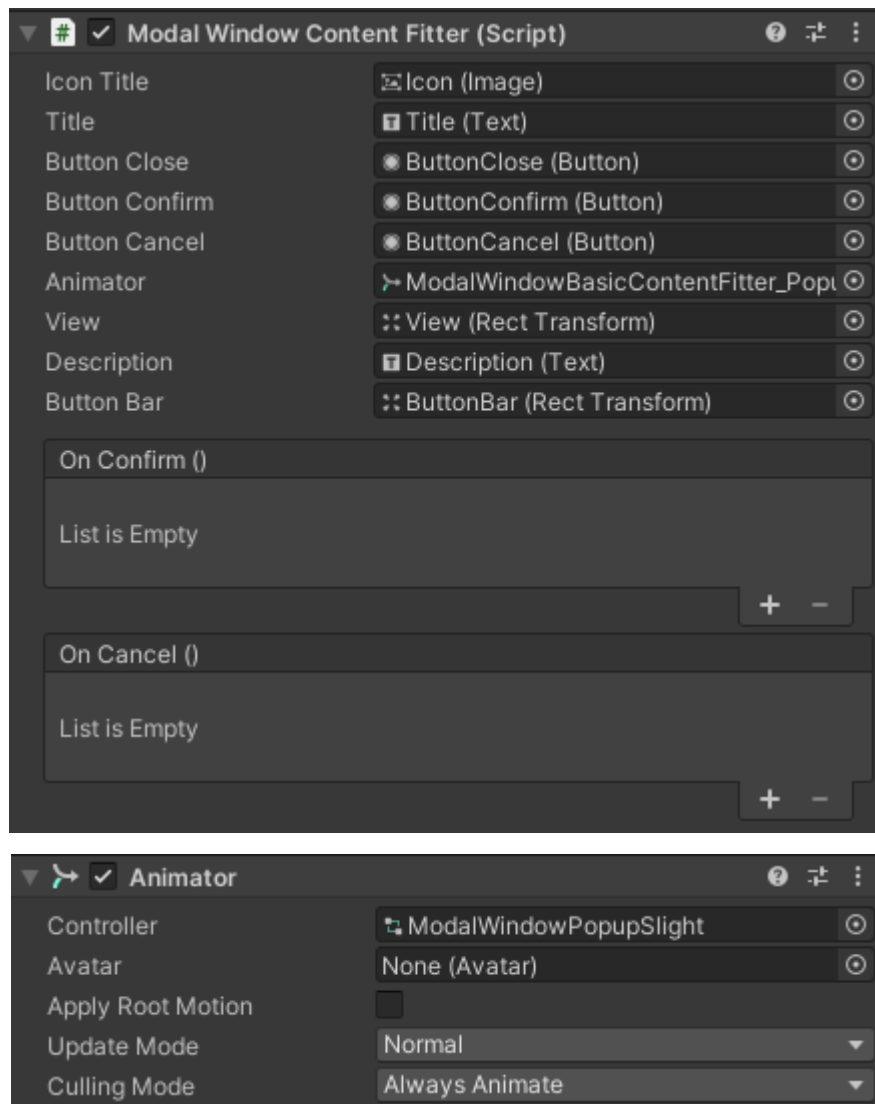 Modal Window Content Fitter (Script)
Icon Title Icon (Image)
Title Title (Text)
Button Close ButtonClose (Button)
Button Confirm ButtonConfirm (Button)
Button Cancel ButtonCancel (Button)
Animator ModalWindowBasicContentFitter_Popu
View View (Rect Transform)
Description Description (Text)
Button Bar ButtonBar (Rect Transform)
On Confirm ()
List is Empty
+ −
On Cancel ()
List is Empty
+ −
Animator
Controller ModalWindowPopupSlight
Avatar None (Avatar)
Apply Root Motion
Update Mode Normal
Culling Mode Always Animate